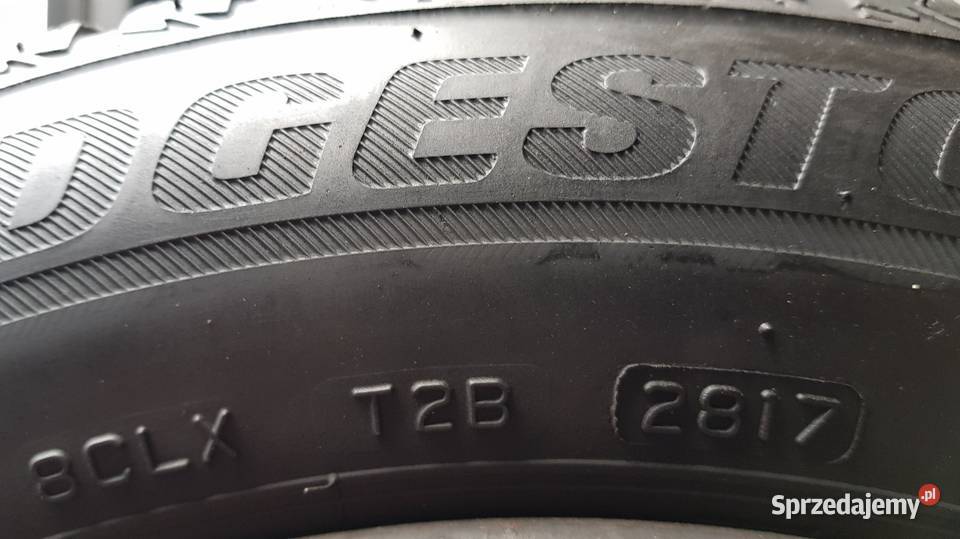 DGESTO
8CLX T2B 2817
Sprzedajemy.pl